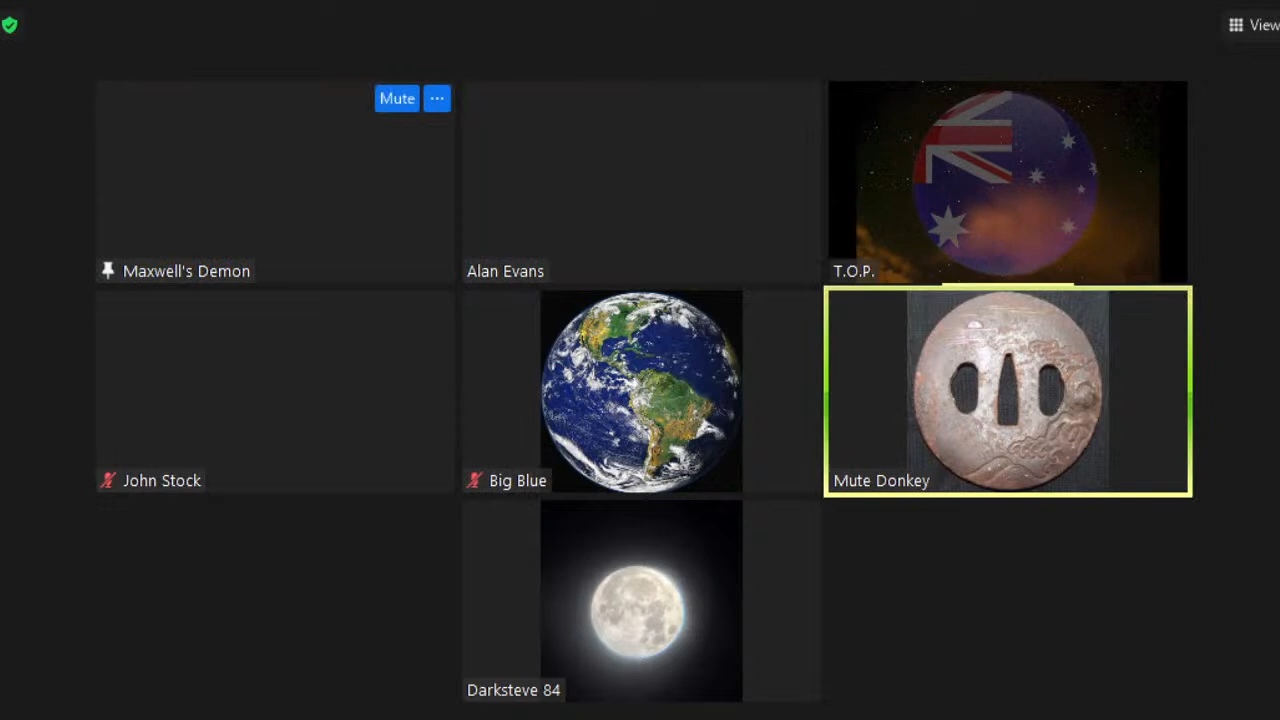 View
Mute ...
Maxwell's Demon
Alan Evans
T.O.P.
John Stock
Big Blue
Mute Donkey
Darksteve 84